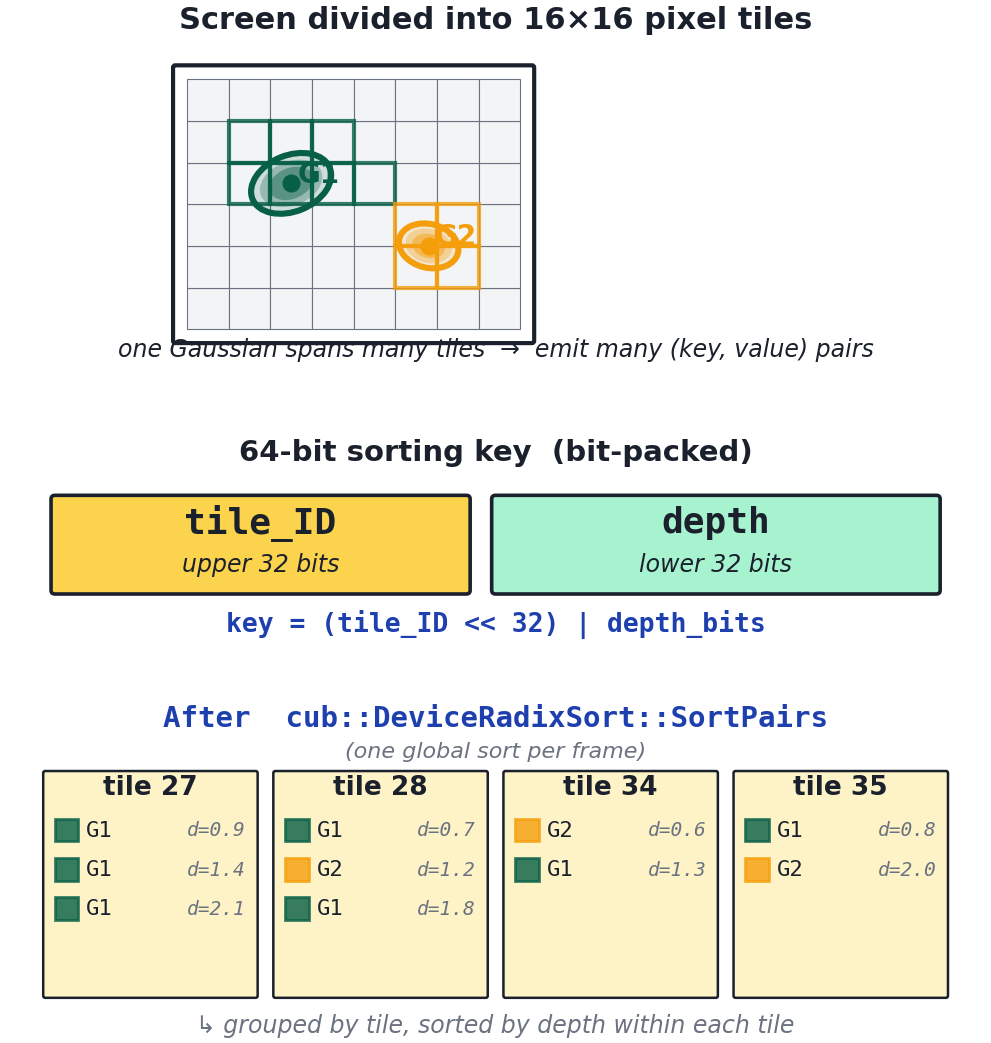 Screen divided into 16×16 pixel tiles
G1
G2
one Gaussian spans many tiles → emit many (key, value) pairs
64-bit sorting key (bit-packed)
tile_ID
upper 32 bits
depth
lower 32 bits
key = (tile_ID << 32) | depth_bits
After cub::DeviceRadixSort::SortPairs
(one global sort per frame)
tile 27
G1 d=0.9
G1 d=1.4
G1 d=2.1
tile 28
G1 d=0.7
G2 d=1.2
G1 d=1.8
tile 34
G2 d=0.6
G1 d=1.3
tile 35
G1 d=0.8
G2 d=2.0
↳ grouped by tile, sorted by depth within each tile